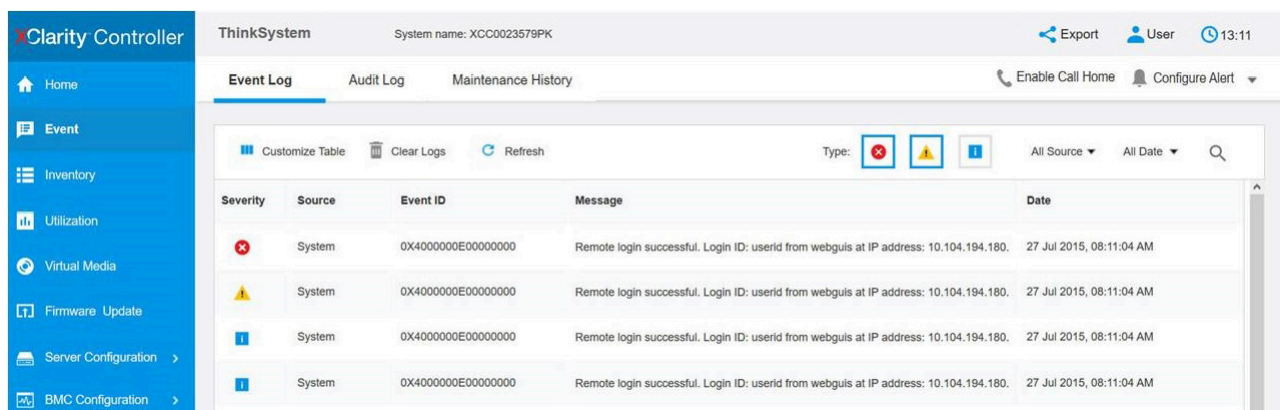 XClarity Controller
ThinkSystem
System name: XCC0023579PK
Export
User
13:11
Home
Event
Inventory
Utilization
Virtual Media
Firmware Update
Server Configuration
BMC Configuration
Event Log
Audit Log
Maintenance History
Enable Call Home
Configure Alert
Customize Table
Clear Logs
Refresh
Type:
All Source
All Date
Severity Source Event ID Message Date
System 0X4000000E00000000 Remote login successful. Login ID: userid from webguis at IP address: 10.104.194.180. 27 Jul 2015, 08:11:04 AM
System 0X4000000E00000000 Remote login successful. Login ID: userid from webguis at IP address: 10.104.194.180. 27 Jul 2015, 08:11:04 AM
System 0X4000000E00000000 Remote login successful. Login ID: userid from webguis at IP address: 10.104.194.180. 27 Jul 2015, 08:11:04 AM
System 0X4000000E00000000 Remote login successful. Login ID: userid from webguis at IP address: 10.104.194.180. 27 Jul 2015, 08:11:04 AM